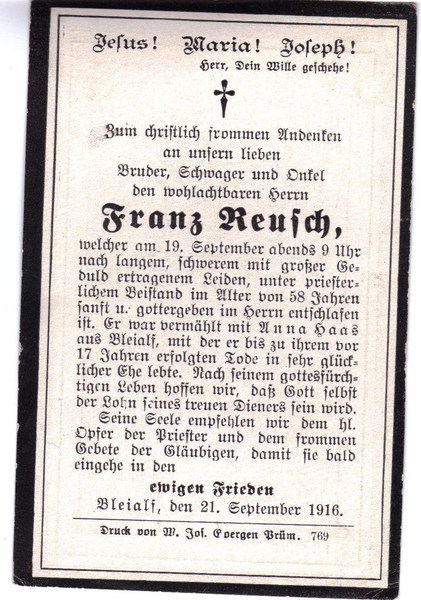 Jesus! Maria! Joseph!
Herr, Dein Wille geschehe!
Zum christlich frommen Andenken
an unsern lieben
Bruder, Schwager und Onkel
den wohlachtbaren Herrn
Franz Reusch,
welcher am 19. September abends 9 Uhr
nach langem, schwerem mit großer Ge-
duld ertragenem Leiden, unter priester-
lichem Beistand im Alter von 58 Jahren
sanft u. gottergeben im Herrn entschlafen
ist. Er war vermählt mit Anna Haas
aus Bleialf, mit der er bis zu ihrem vor
17 Jahren erfolgten Tode in sehr glück-
licher Ehe lebte. Nach seinem gottesfürch-
tigen Leben hoffen wir, daß Gott selbst
der Lohn seines treuen Dieners sein wird.
Seine Seele empfehlen wir dem hl.
Opfer der Priester und dem frommen
Gebete der Gläubigen, damit sie bald
eingehe in den
ewigen Frieden
Bleialf, den 21. September 1916.
Druck von W. Jos. Goergen Prüm. 769